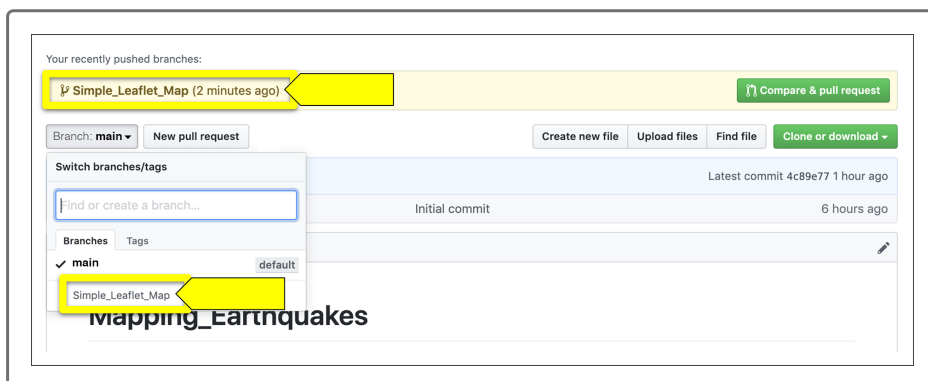 Your recently pushed branches:
Simple_Leaflet_Map (2 minutes ago)
Compare & pull request
Branch: main
New pull request
Create new file
Upload files
Find file
Clone or download
Switch branches/tags
Latest commit 4c89e77 1 hour ago
Find or create a branch...
Initial commit
6 hours ago
Branches
Tags
main
default
Simple_Leaflet_Map
Mapping_Earthquakes